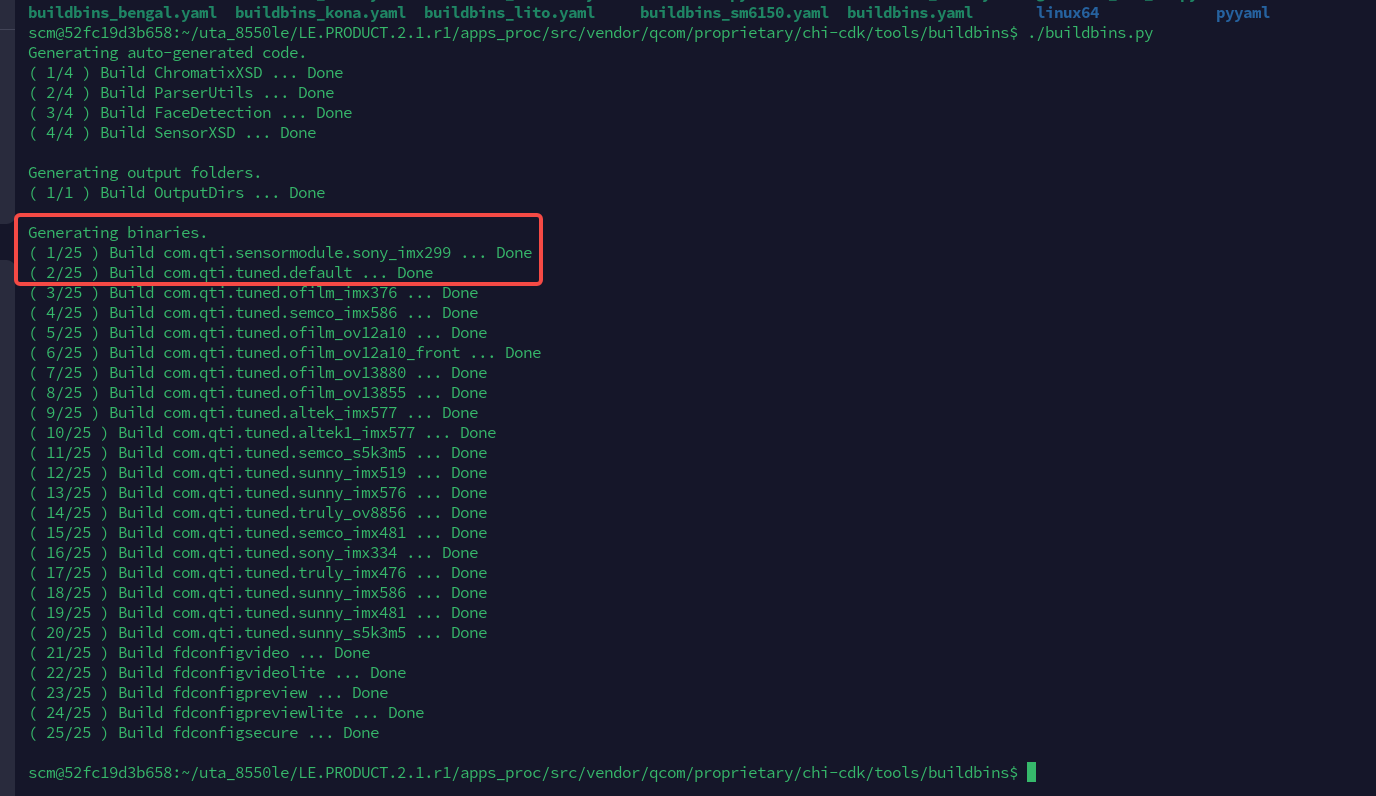 buildbins_bengal.yaml buildbins_kona.yaml buildbins_lito.yaml buildbins_sm6150.yaml buildbins.yaml linux64 pyyaml
scm@52fc19d3b658:~/uta_8550le/LE.PRODUCT.2.1.r1/apps_proc/src/vendor/qcom/proprietary/chi-cdk/tools/buildbins$ ./buildbins.py
Generating auto-generated code.
( 1/4 ) Build ChromatixXSD ... Done
( 2/4 ) Build ParserUtils ... Done
( 3/4 ) Build FaceDetection ... Done
( 4/4 ) Build SensorXSD ... Done
Generating output folders.
( 1/1 ) Build OutputDirs ... Done
Generating binaries.
( 1/25 ) Build com.qti.sensormodule.sony_imx299 ... Done
( 2/25 ) Build com.qti.tuned.default ... Done
( 3/25 ) Build com.qti.tuned.ofilm_imx376 ... Done
( 4/25 ) Build com.qti.tuned.semco_imx586 ... Done
( 5/25 ) Build com.qti.tuned.ofilm_ov12a10 ... Done
( 6/25 ) Build com.qti.tuned.ofilm_ov12a10_front ... Done
( 7/25 ) Build com.qti.tuned.ofilm_ov13880 ... Done
( 8/25 ) Build com.qti.tuned.ofilm_ov13855 ... Done
( 9/25 ) Build com.qti.tuned.altek_imx577 ... Done
( 10/25 ) Build com.qti.tuned.altek1_imx577 ... Done
( 11/25 ) Build com.qti.tuned.semco_s5k3m5 ... Done
( 12/25 ) Build com.qti.tuned.sunny_imx519 ... Done
( 13/25 ) Build com.qti.tuned.sunny_imx576 ... Done
( 14/25 ) Build com.qti.tuned.truly_ov8856 ... Done
( 15/25 ) Build com.qti.tuned.semco_imx481 ... Done
( 16/25 ) Build com.qti.tuned.sony_imx334 ... Done
( 17/25 ) Build com.qti.tuned.truly_imx476 ... Done
( 18/25 ) Build com.qti.tuned.sunny_imx586 ... Done
( 19/25 ) Build com.qti.tuned.sunny_imx481 ... Done
( 20/25 ) Build com.qti.tuned.sunny_s5k3m5 ... Done
( 21/25 ) Build fdconfigvideo ... Done
( 22/25 ) Build fdconfigvideolite ... Done
( 23/25 ) Build fdconfigpreview ... Done
( 24/25 ) Build fdconfigpreviewlite ... Done
( 25/25 ) Build fdconfigsecure ... Done
scm@52fc19d3b658:~/uta_8550le/LE.PRODUCT.2.1.r1/apps_proc/src/vendor/qcom/proprietary/chi-cdk/tools/buildbins$